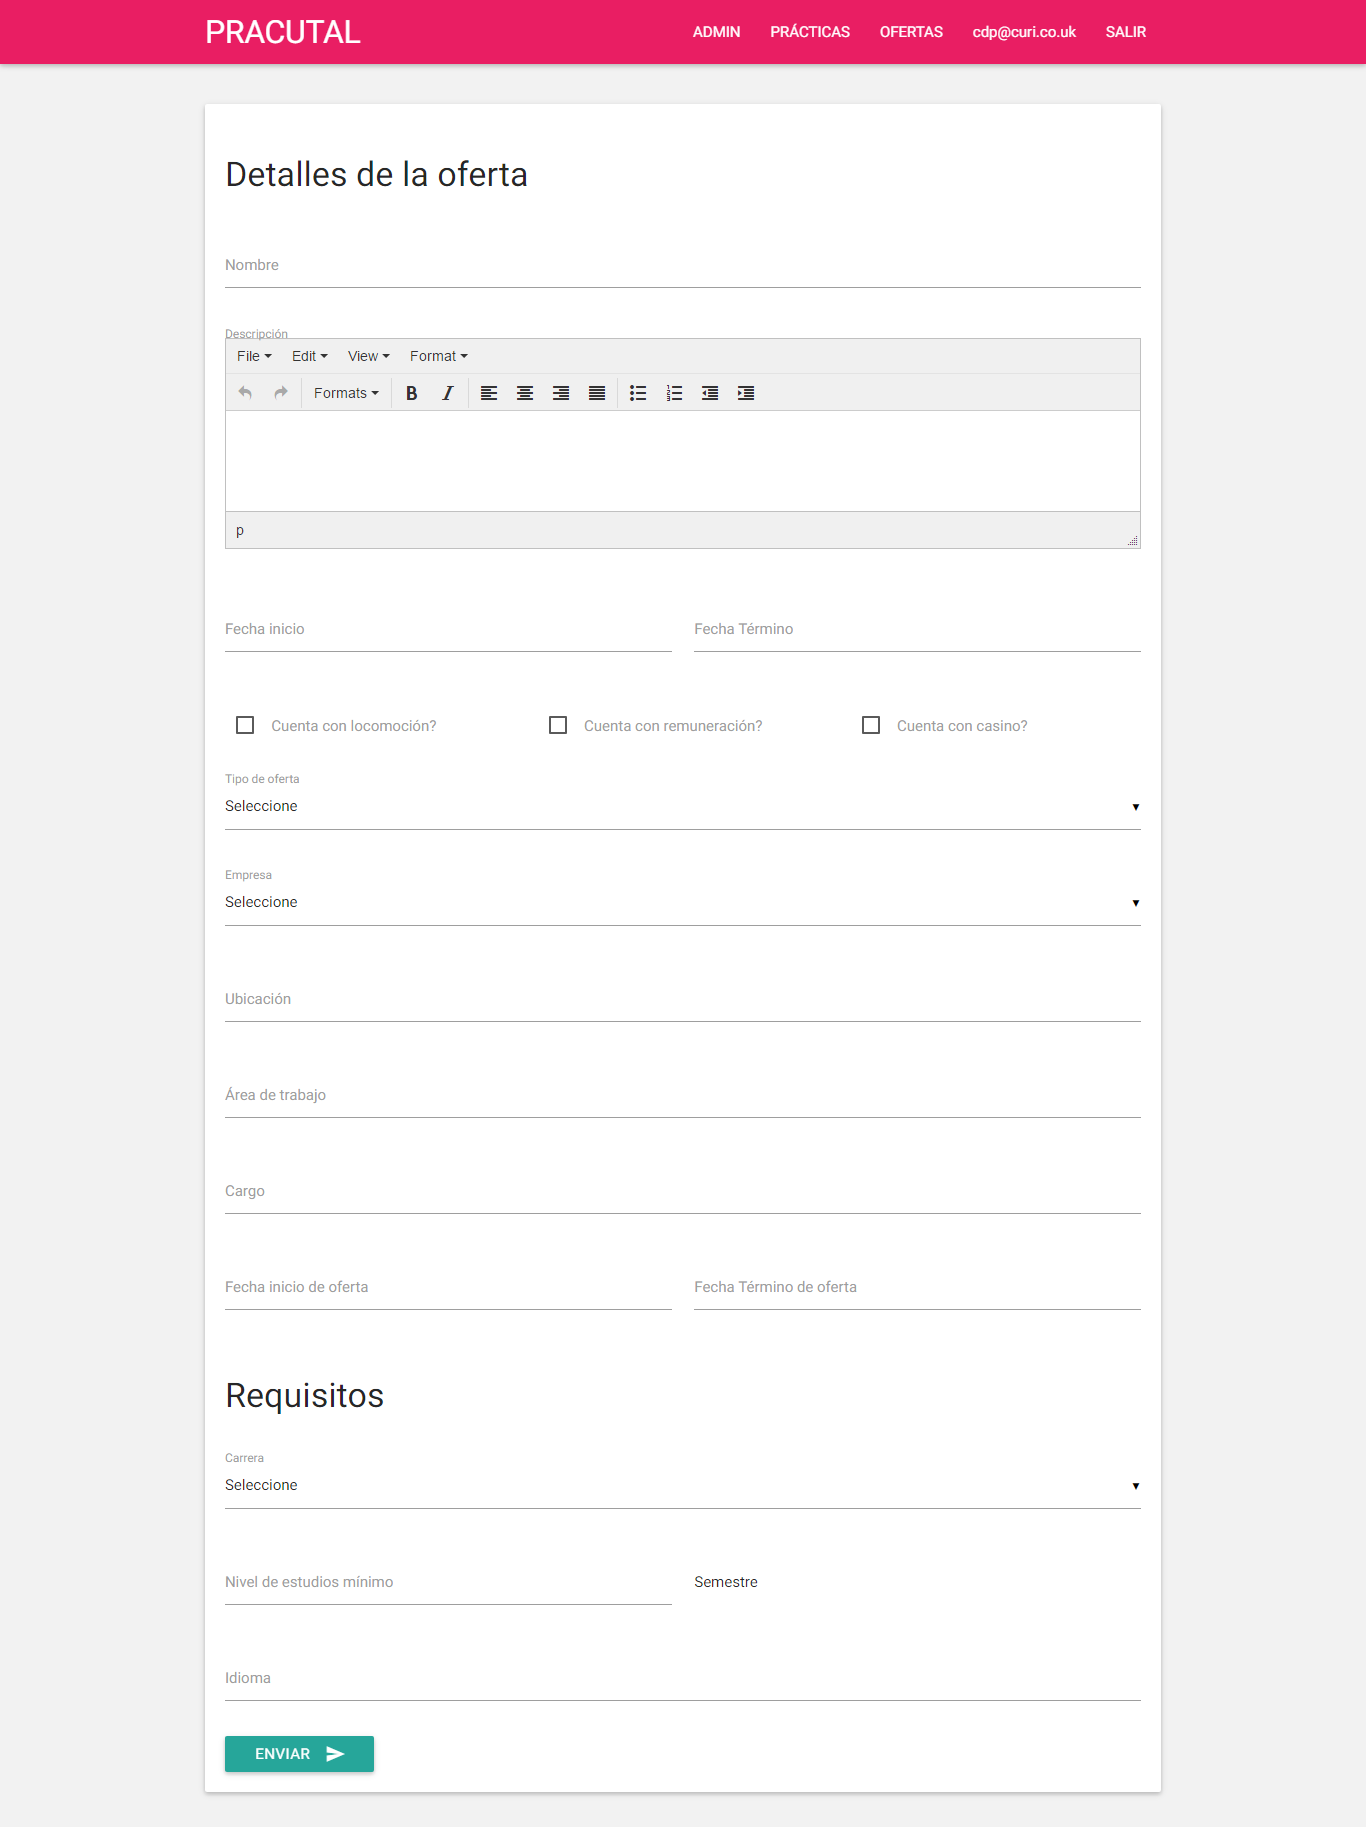 PRACUTAL ADMIN PRÁCTICAS OFERTAS cdp@curi.co.uk SALIR
Detalles de la oferta
Nombre
Descripción
File Edit View Format
Formats B I
p
Fecha inicio Fecha Término
Cuenta con locomoción? Cuenta con remuneración? Cuenta con casino?
Tipo de oferta
Seleccione
Empresa
Seleccione
Ubicación
Área de trabajo
Cargo
Fecha inicio de oferta Fecha Término de oferta
Requisitos
Carrera
Seleccione
Nivel de estudios mínimo Semestre
Idioma
ENVIAR